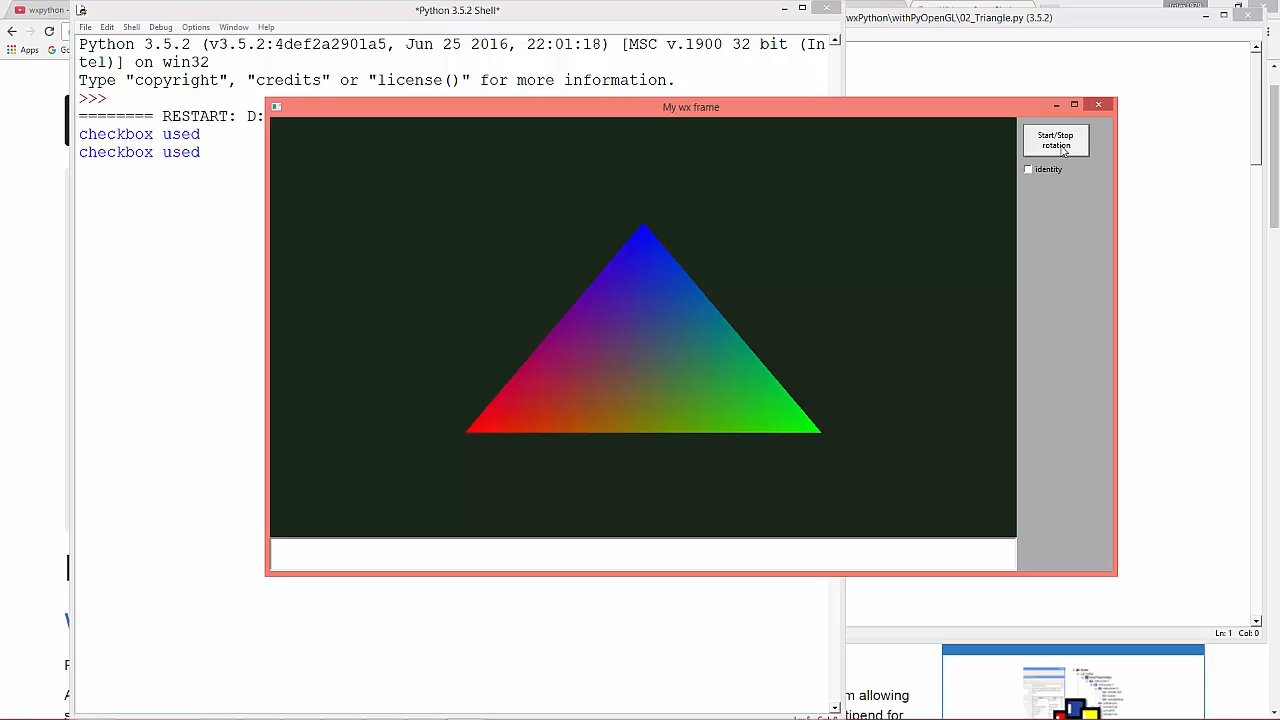 wxpython
*Python 3.5.2 Shell*
wxPython\withPyOpenGL\02_Triangle.py (3.5.2)
File Edit Shell Debug Options Window Help
Apps
Python 3.5.2 (v3.5.2:4def2a2901a5, Jun 25 2016, 22:01:18) [MSC v.1900 32 bit (In
tel)] on win32
Type "copyright", "credits" or "license()" for more information.
>>>
======== RESTART: D:
checkbox used
checkbox used
My wx frame
Start/Stop
rotation
identity
Ln: 1 Col: 0
allowing
ipend for